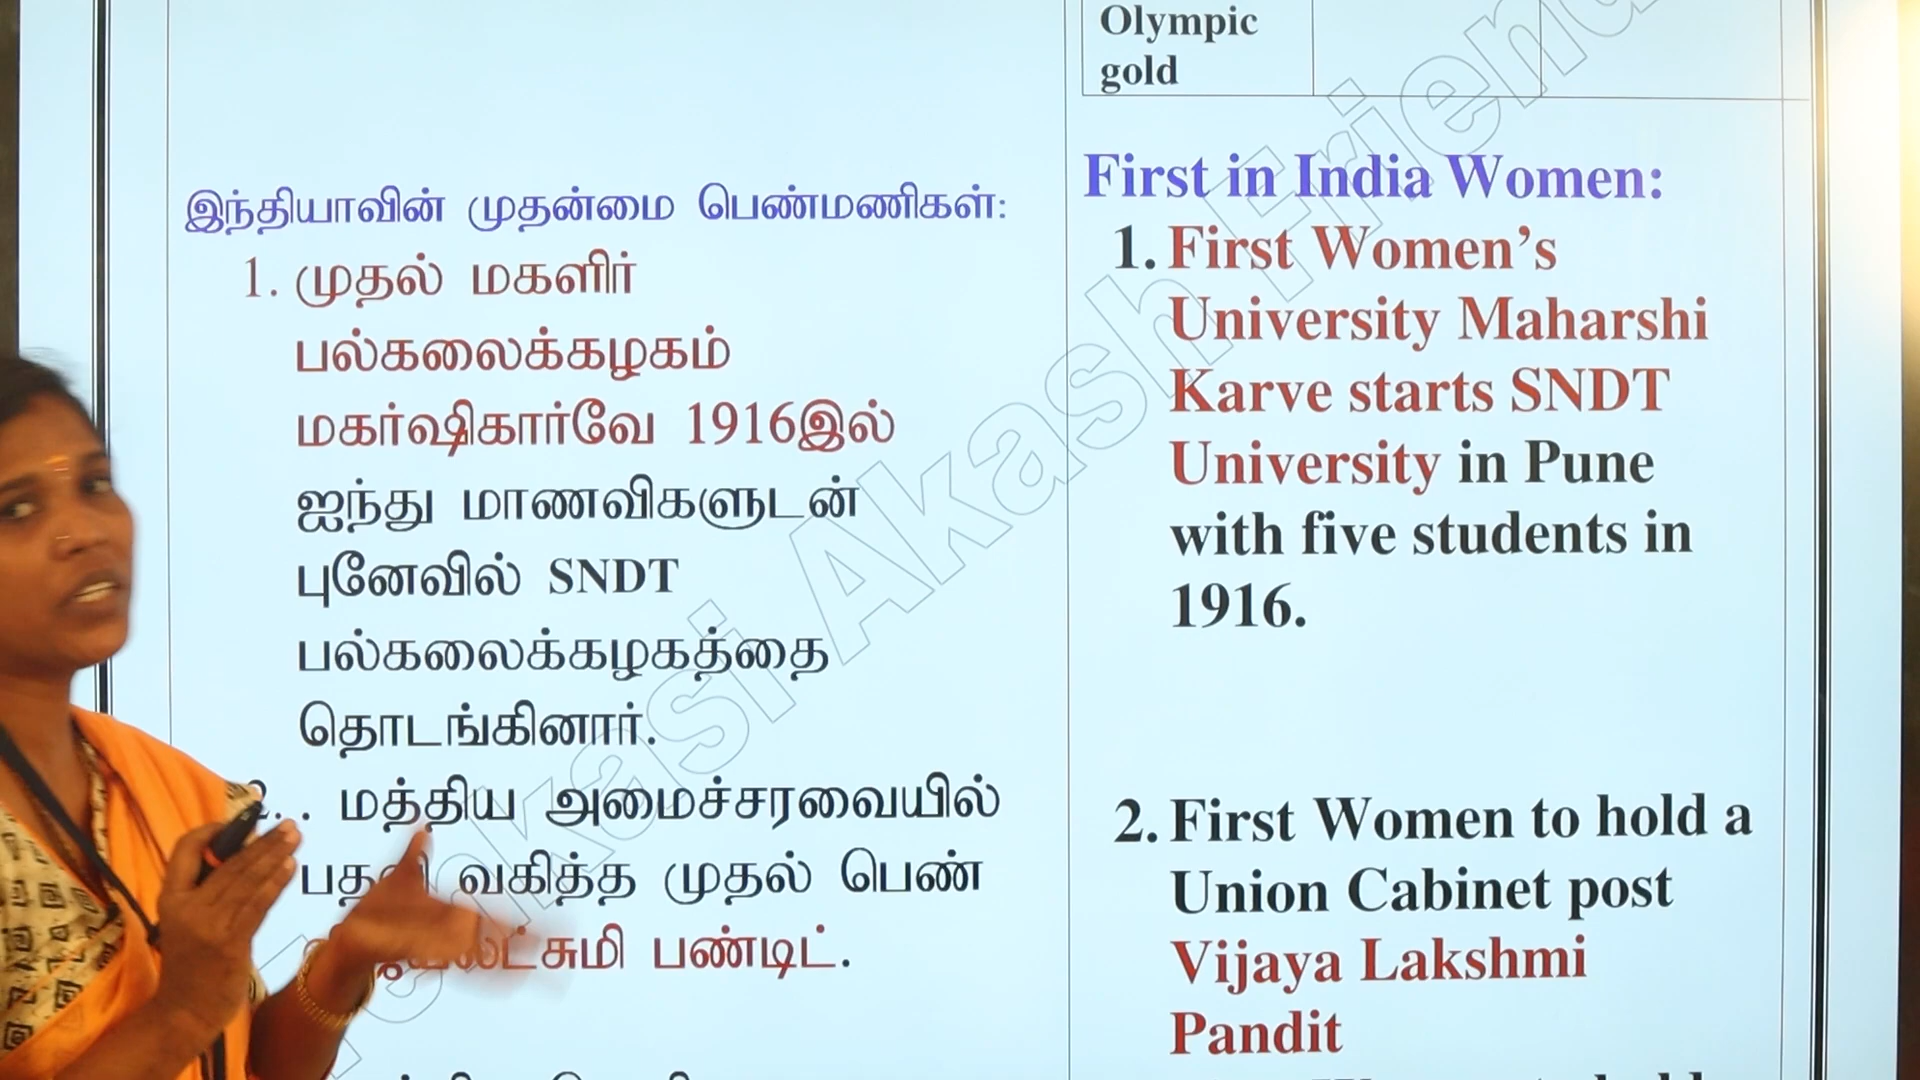 Olympic
gold
இந்தியாவின் முதன்மை பெண்மணிகள்:
1. முதல் மகளிர்
பல்கலைக்கழகம்
மகர்ஷிகார்வே 1916இல்
ஐந்து மாணவிகளுடன்
புனேவில் SNDT
பல்கலைக்கழகத்தை
தொடங்கினார்.
2. . மத்திய அமைச்சரவையில்
வகித்த முதல் பெண்
பண்டிட்.
First in India Women:
1. First Women’s
University Maharshi
Karve starts SNDT
University in Pune
with five students in
1916.
2. First Women to hold a
Union Cabinet post
Vijaya Lakshmi
Pandit
Akash Friend